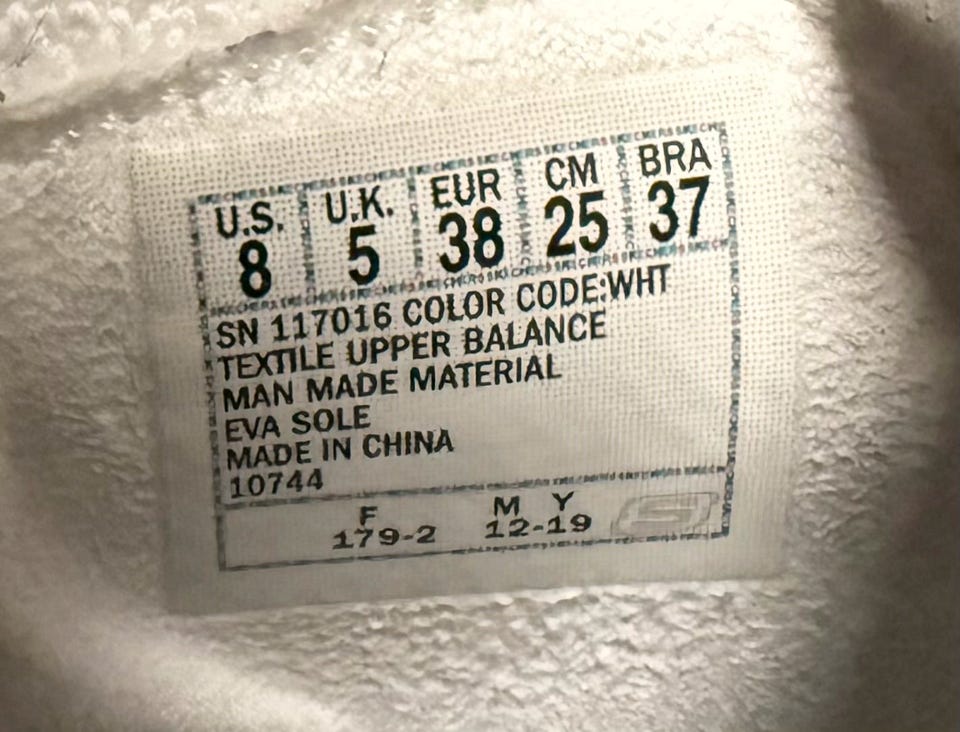 U.S. U.K. EUR CM BRA
8 5 38 25 37
SN 117016 COLOR CODE:WHT
TEXTILE UPPER BALANCE
MAN MADE MATERIAL
EVA SOLE
MADE IN CHINA
10744
F M Y
179-2 12-19